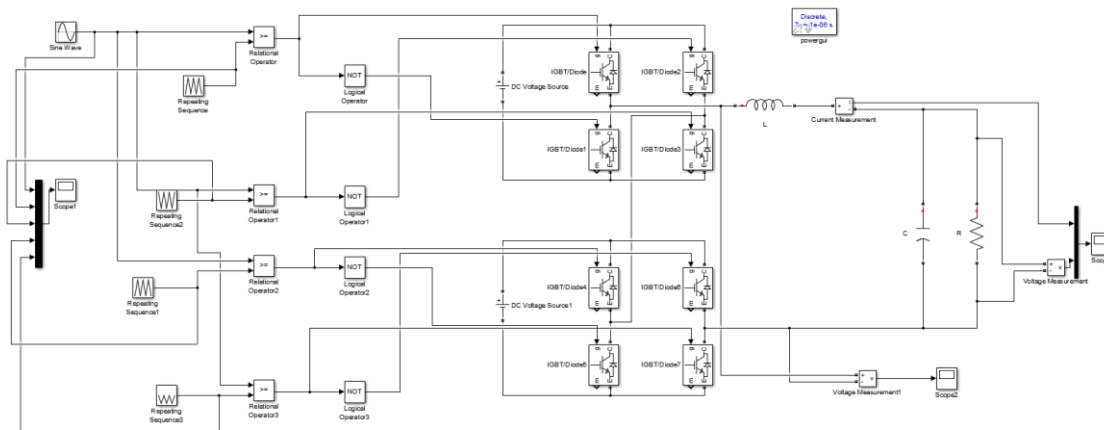 Discrete,
powergui
Sine Wave
>=
Relational
Operator
Repeating
Sequence
NOT
Logical
Operator
DC Voltage Source
IGBT/Diode
g C
E
IGBT/Diode2
g C
E
IGBT/Diode1
g C
E
IGBT/Diode3
g C
E
L
+
i
-
Current Measurement
Scope1
Repeating
Sequence2
>=
Relational
Operator1
NOT
Logical
Operator1
C
R
+
v
-
Voltage Measurement
Repeating
Sequence1
>=
Relational
Operator2
NOT
Logical
Operator2
DC Voltage Source1
IGBT/Diode4
g C
E
IGBT/Diode6
g C
E
IGBT/Diode5
g C
E
IGBT/Diode7
g C
E
Repeating
Sequence3
>=
Relational
Operator3
NOT
Logical
Operator3
+
v
-
Voltage Measurement1
Scope2